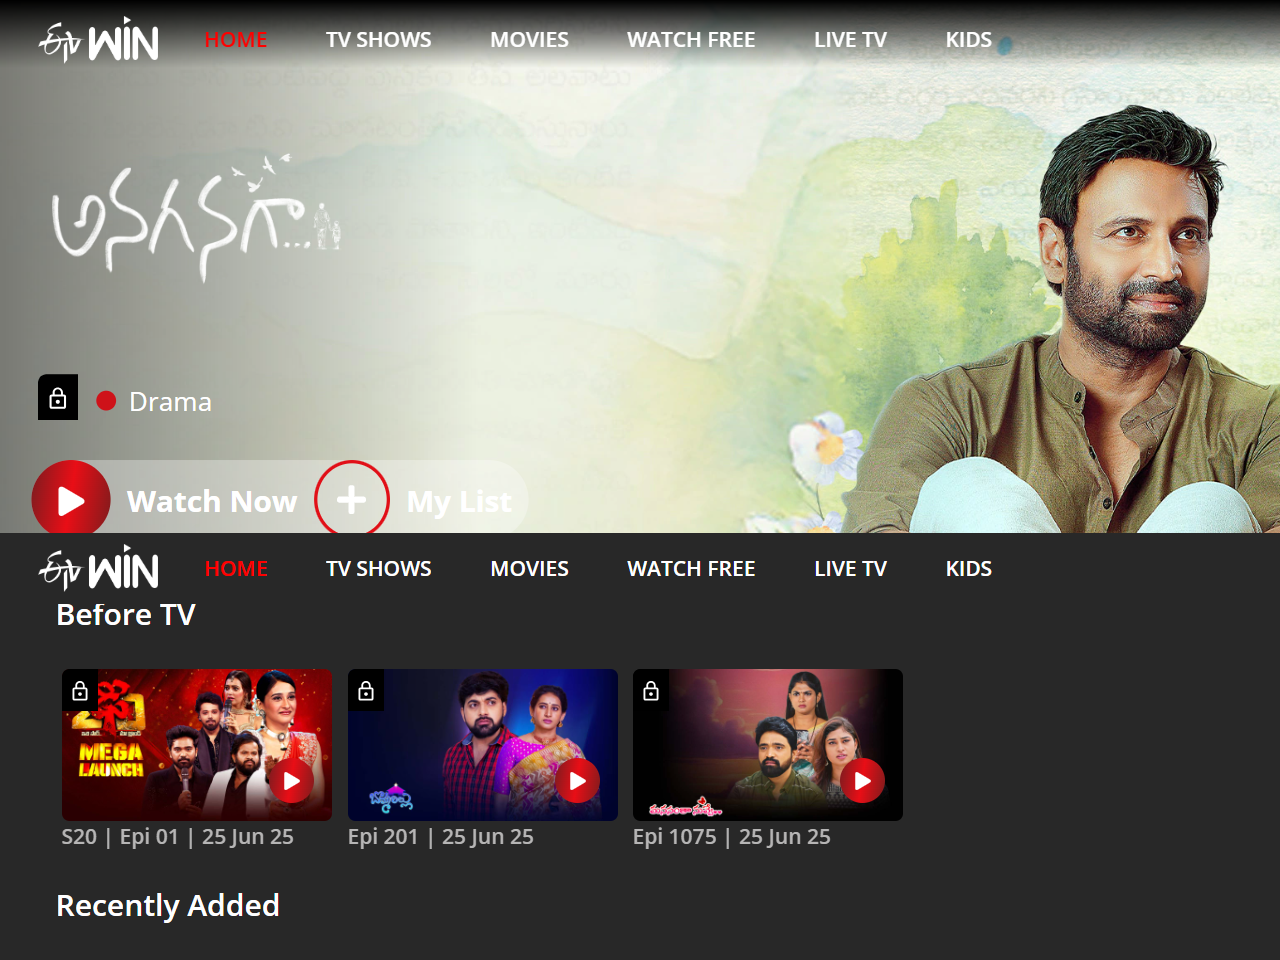 ఈటీవీ WIN HOME TV SHOWS MOVIES WATCH FREE LIVE TV KIDS
అనగనగా...
Drama
Watch Now My List
ఈటీవీ WIN HOME TV SHOWS MOVIES WATCH FREE LIVE TV KIDS
Before TV
MEGA
LAUNCH
S20 | Epi 01 | 25 Jun 25 Epi 201 | 25 Jun 25 Epi 1075 | 25 Jun 25
Recently Added